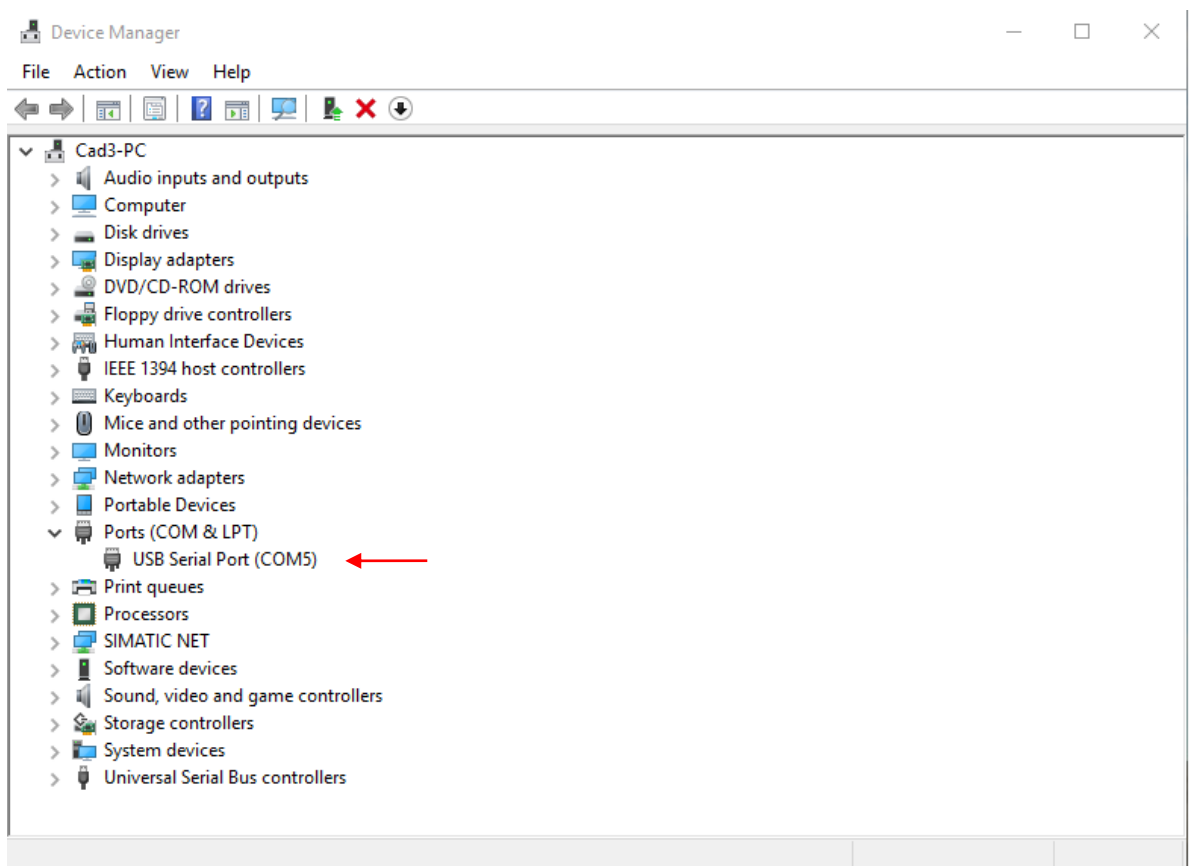 Device Manager
File Action View Help
Cad3-PC
Audio inputs and outputs
Computer
Disk drives
Display adapters
DVD/CD-ROM drives
Floppy drive controllers
Human Interface Devices
IEEE 1394 host controllers
Keyboards
Mice and other pointing devices
Monitors
Network adapters
Portable Devices
Ports (COM & LPT)
USB Serial Port (COM5)
Print queues
Processors
SIMATIC NET
Software devices
Sound, video and game controllers
Storage controllers
System devices
Universal Serial Bus controllers